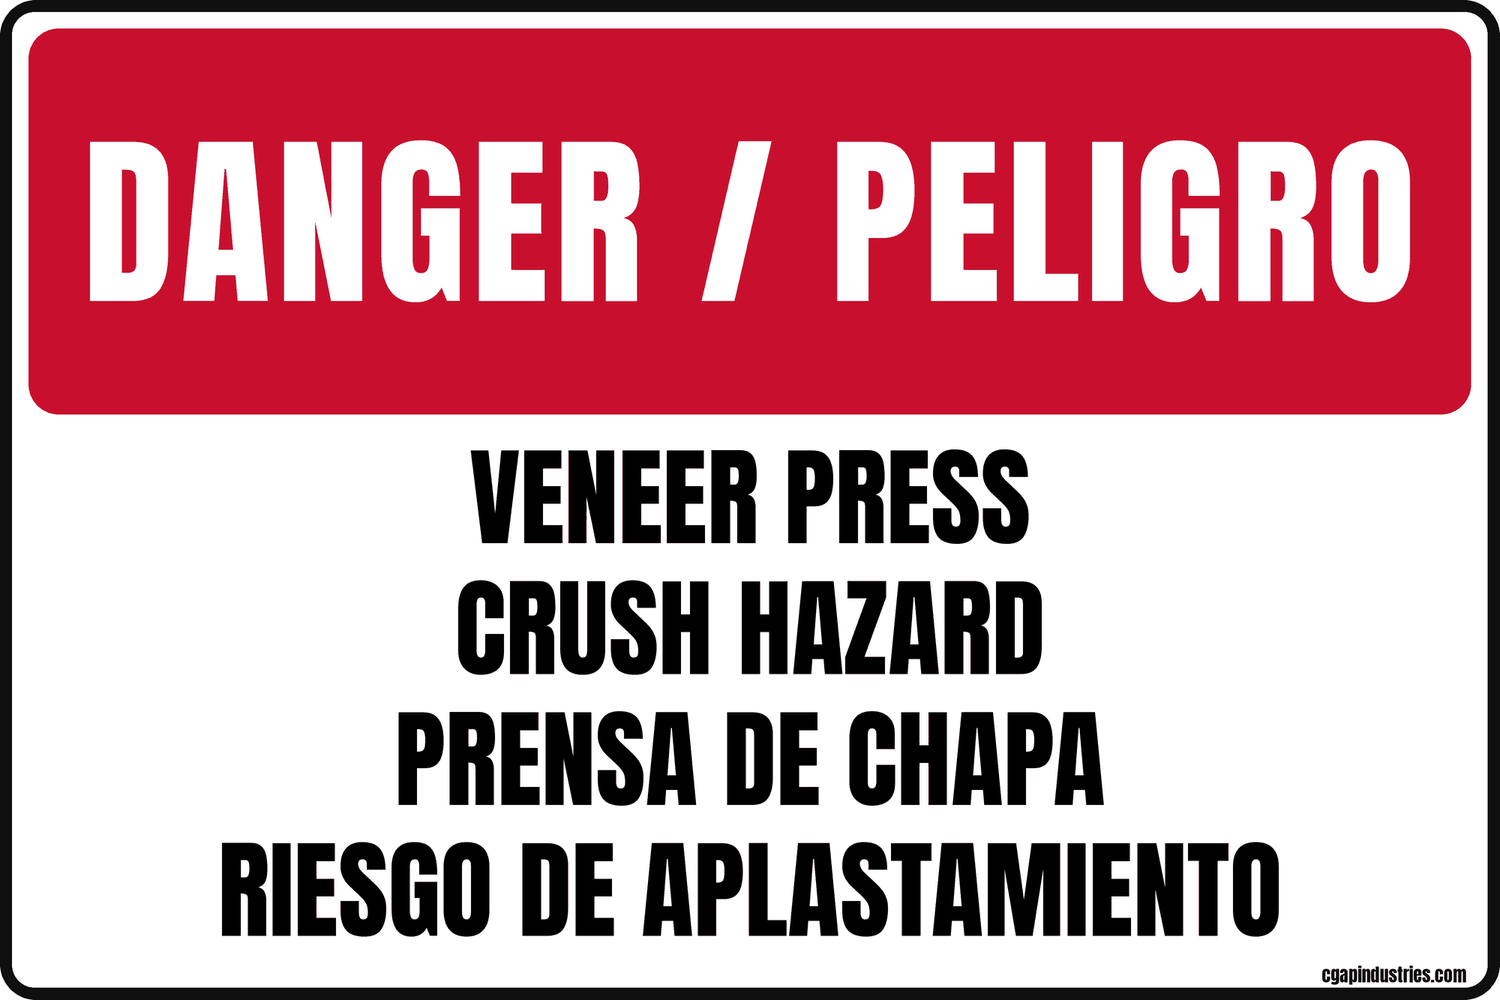 DANGER / PELIGRO
VENEER PRESS
CRUSH HAZARD
PRENSA DE CHAPA
RIESGO DE APLASTAMIENTO
cgapindustries.com